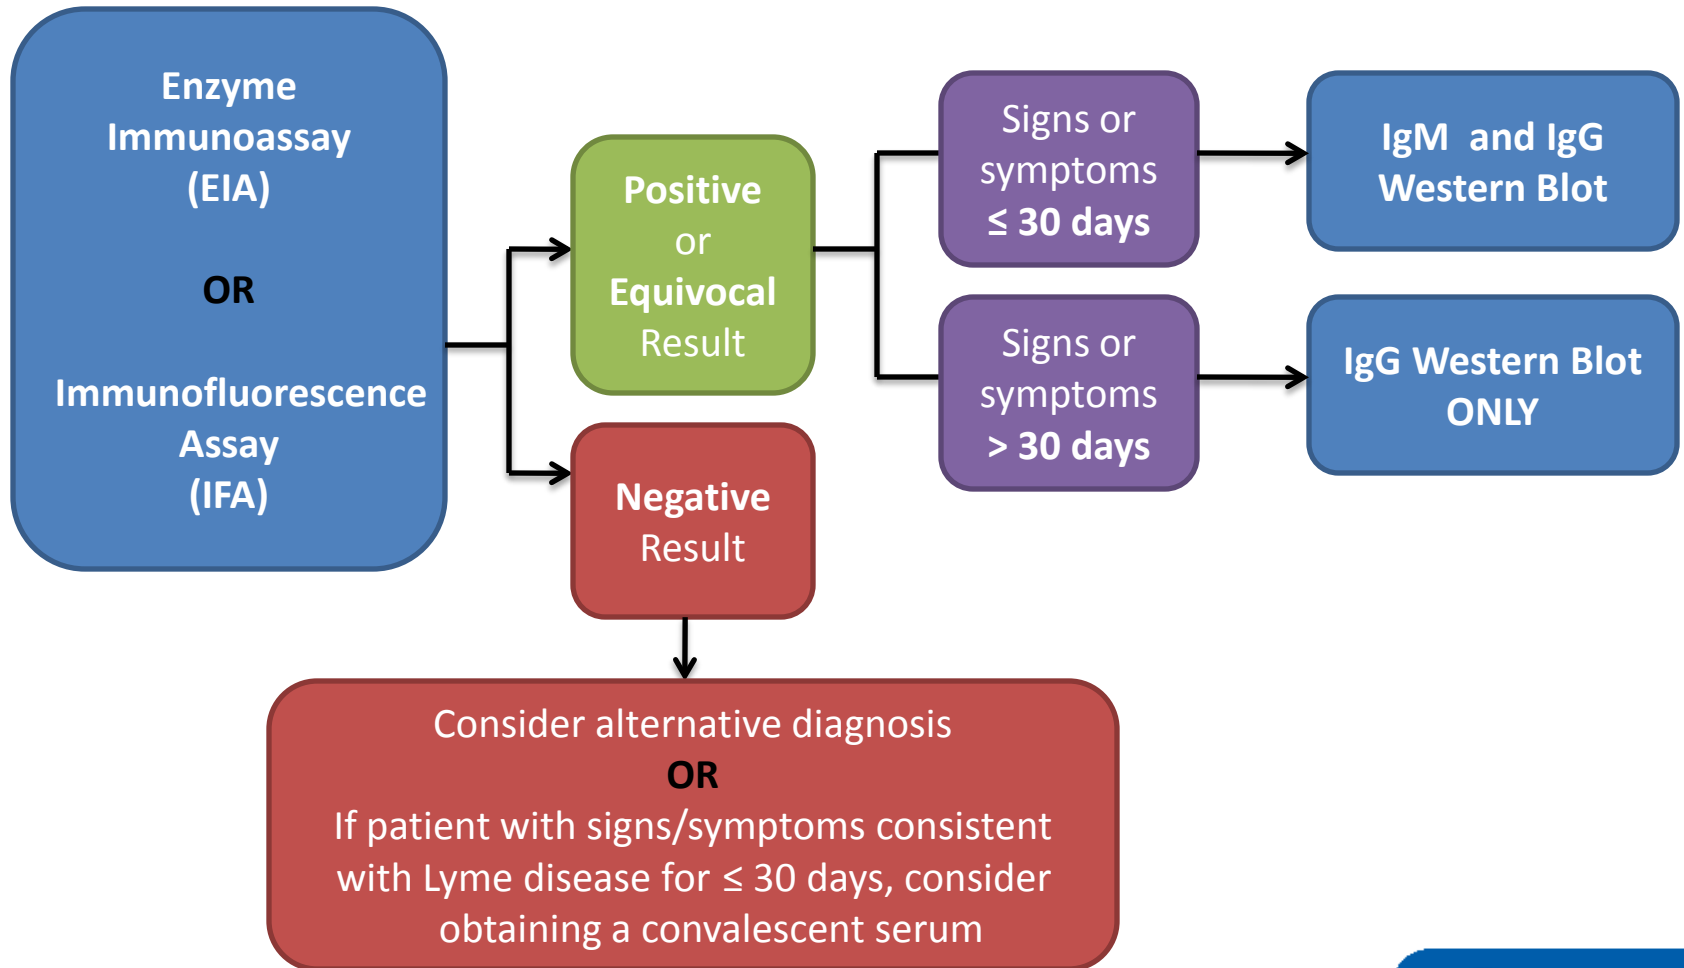 Enzyme
Immunoassay
(EIA)
OR
Immunofluorescence
Assay
(IFA)
Positive
or
Equivocal
Result
Negative
Result
Signs or
symptoms
≤ 30 days
Signs or
symptoms
> 30 days
IgM and IgG
Western Blot
IgG Western Blot
ONLY
Consider alternative diagnosis
OR
If patient with signs/symptoms consistent
with Lyme disease for ≤ 30 days, consider
obtaining a convalescent serum